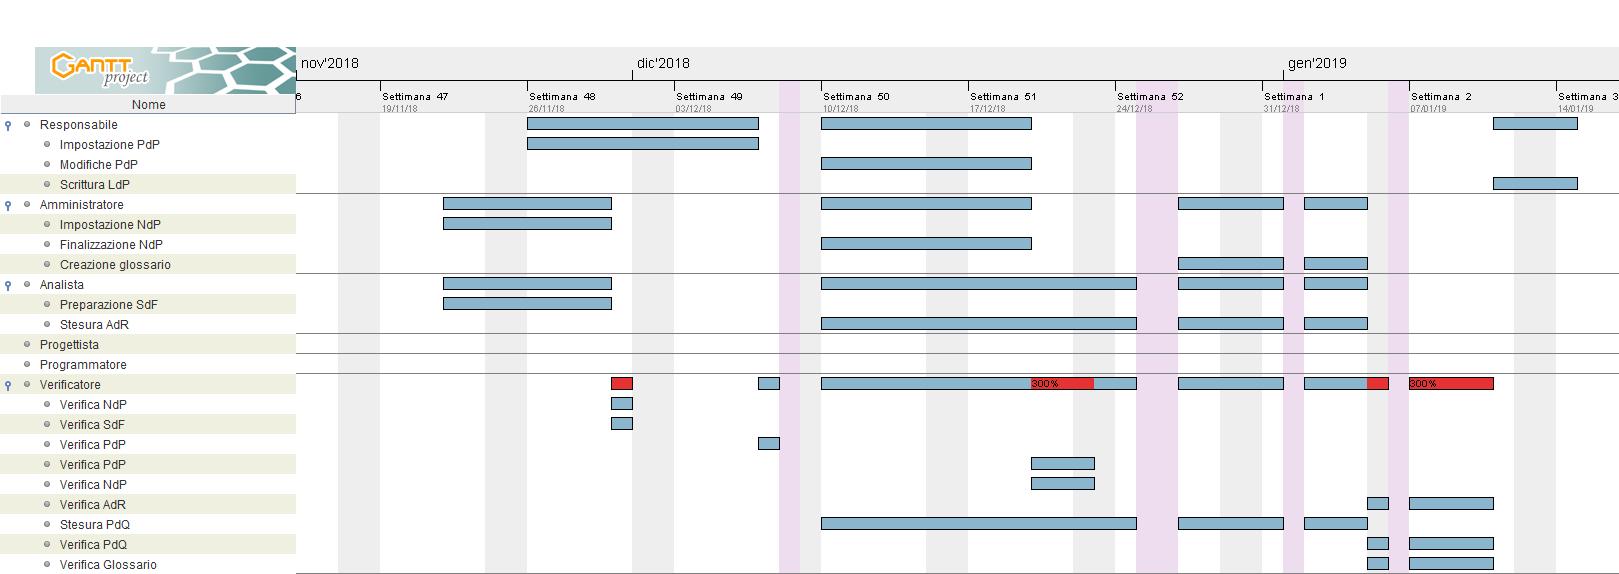 GANTT
project
nov'2018 dic'2018 gen'2019
6 Settimana 47 Settimana 48 Settimana 49 Settimana 50 Settimana 51 Settimana 52 Settimana 1 Settimana 2 Settimana 3
Nome 19/11/18 26/11/18 03/12/18 10/12/18 17/12/18 24/12/18 31/12/18 07/01/19 14/01/19
Responsabile
Impostazione PdP
Modifiche PdP
Scrittura LdP
Amministratore
Impostazione NdP
Finalizzazione NdP
Creazione glossario
Analista
Preparazione SdF
Stesura AdR
Progettista
Programmatore
Verificatore 300% 300%
Verifica NdP
Verifica SdF
Verifica PdP
Verifica PdP
Verifica NdP
Verifica AdR
Stesura PdQ
Verifica PdQ
Verifica Glossario